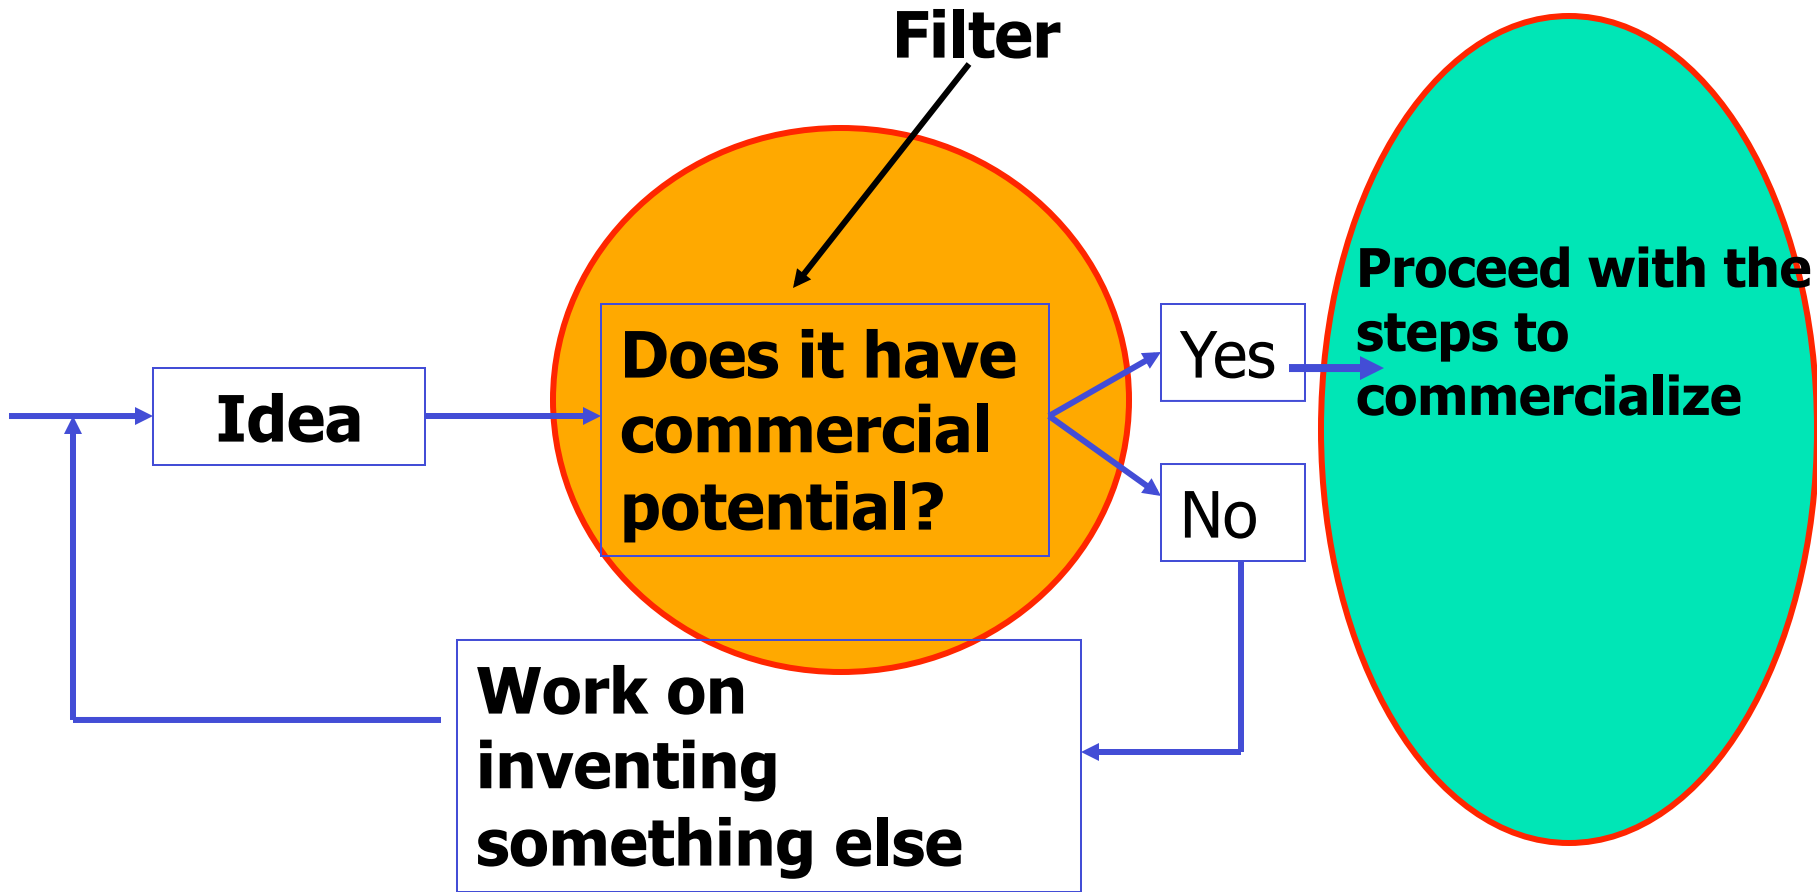 Filter
Idea
Does it have
commercial
potential?
Yes
No
Proceed with the
steps to
commercialize
Work on
inventing
something else